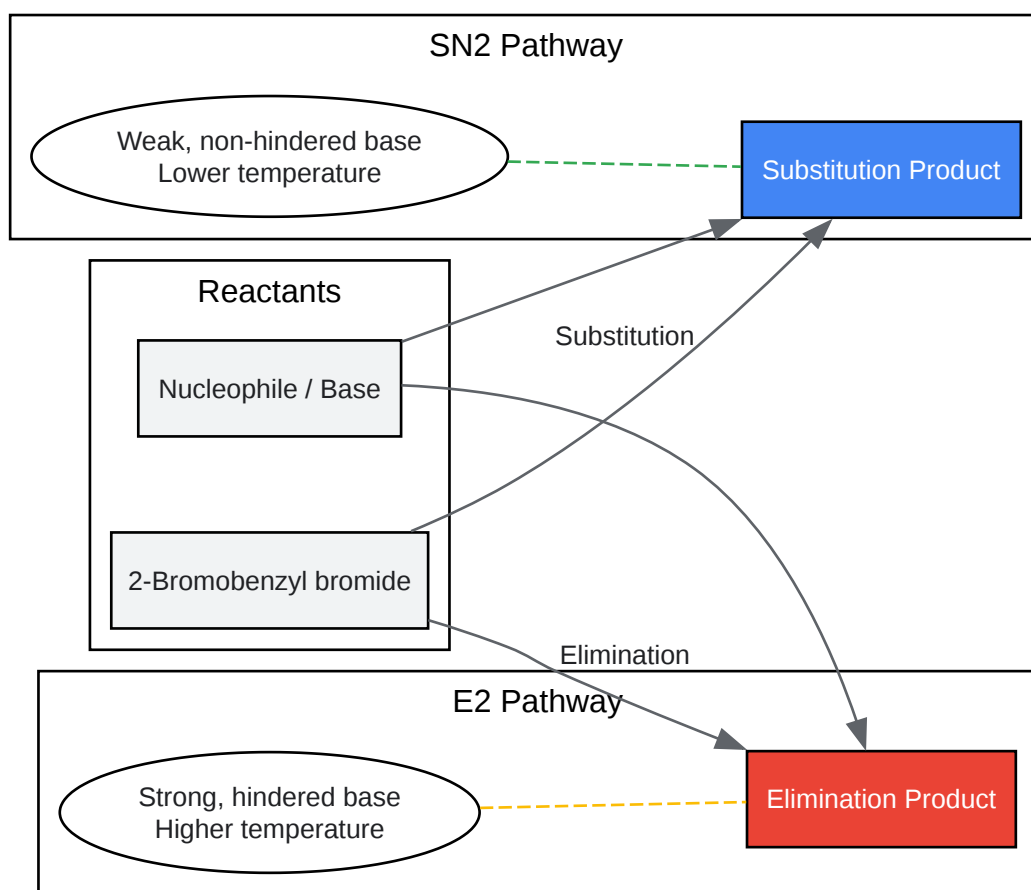 SN2 Pathway
Weak, non-hindered base
Lower temperature
Substitution Product
Reactants
Nucleophile / Base
Substitution
2-Bromobenzyl bromide
Elimination
E2 Pathway
Strong, hindered base
Higher temperature
Elimination Product